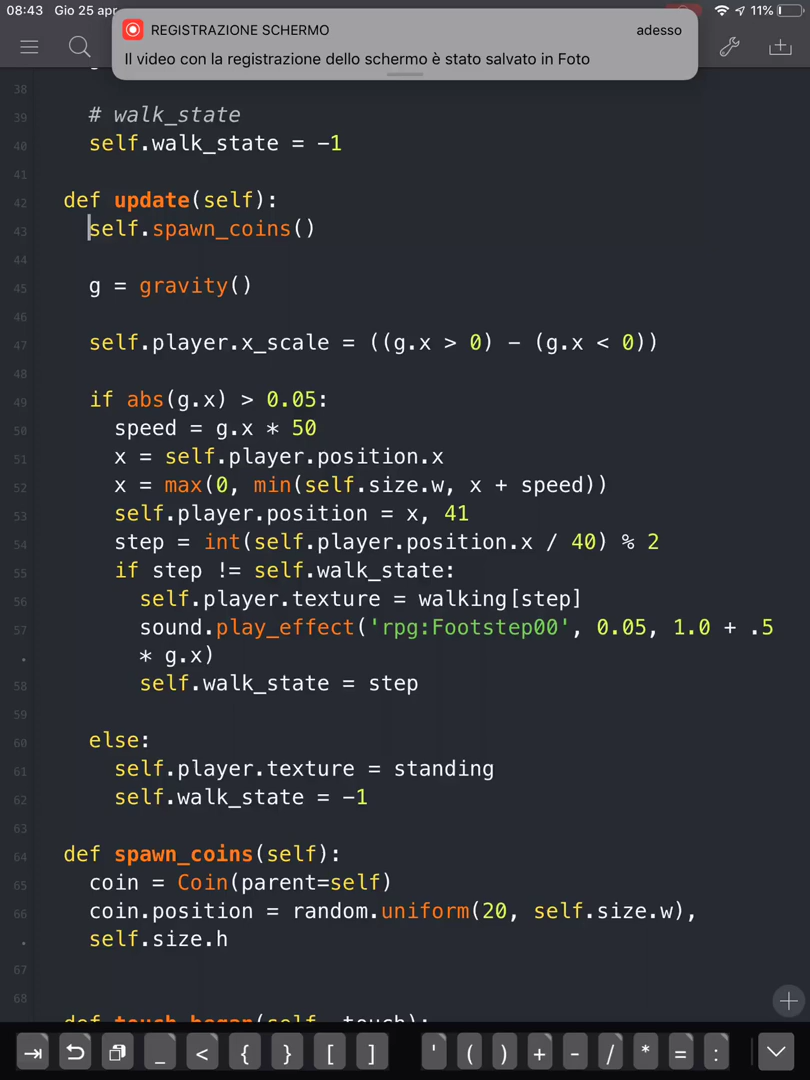 08:43 Gio 25 apr
11%
REGISTRAZIONE SCHERMO adesso
Il video con la registrazione dello schermo è stato salvato in Foto
38
39 # walk_state
40 self.walk_state = -1
41
42 def update(self):
43 self.spawn_coins()
44
45 g = gravity()
46
47 self.player.x_scale = ((g.x > 0) - (g.x < 0))
48
49 if abs(g.x) > 0.05:
50 speed = g.x * 50
51 x = self.player.position.x
52 x = max(0, min(self.size.w, x + speed))
53 self.player.position = x, 41
54 step = int(self.player.position.x / 40) % 2
55 if step != self.walk_state:
56 self.player.texture = walking[step]
57 sound.play_effect('rpg:Footstep00', 0.05, 1.0 + .5
· * g.x)
58 self.walk_state = step
59
60 else:
61 self.player.texture = standing
62 self.walk_state = -1
63
64 def spawn_coins(self):
65 coin = Coin(parent=self)
66 coin.position = random.uniform(20, self.size.w),
· self.size.h
67
68
def touch_began(self, touch):
_ < { } [ ] ' ( ) + - / * = :